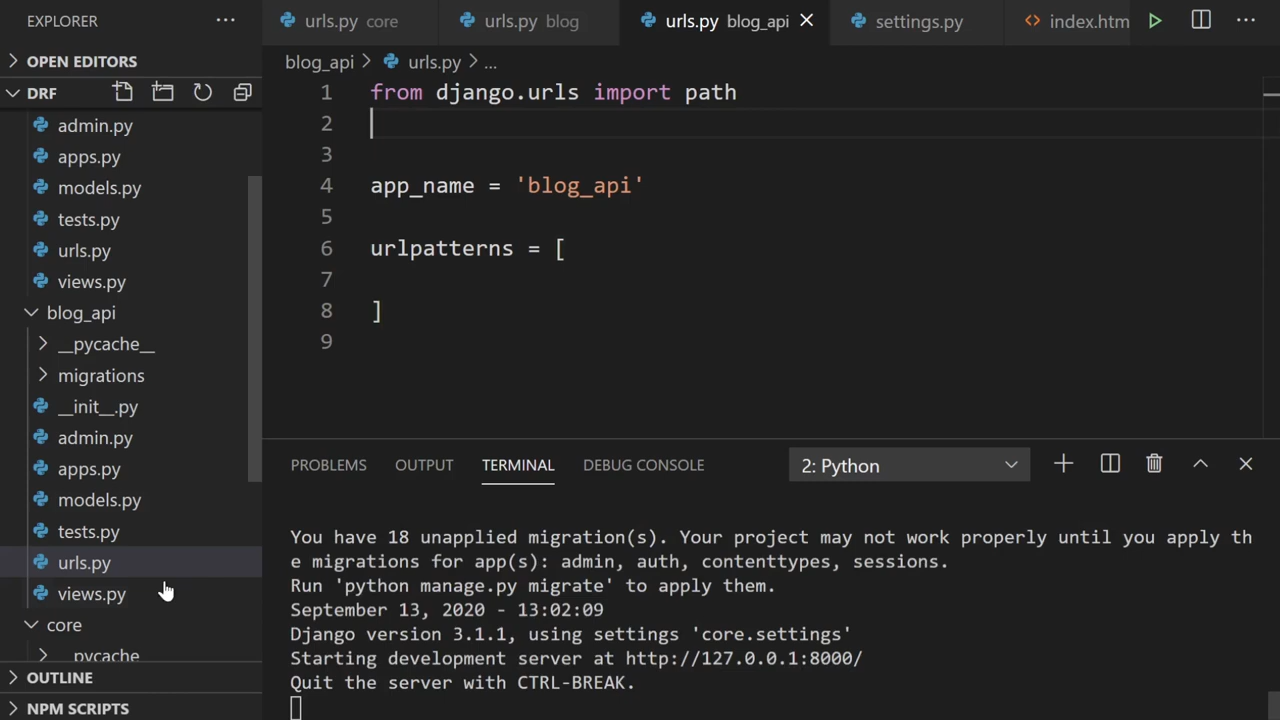 EXPLORER ···
OPEN EDITORS
DRF
admin.py
apps.py
models.py
tests.py
urls.py
views.py
blog_api
__pycache__
migrations
__init__.py
admin.py
apps.py
models.py
tests.py
urls.py
views.py
core
__pycache__
OUTLINE
NPM SCRIPTS
urls.py core
urls.py blog
urls.py blog_api
settings.py
index.htm
···
blog_api > urls.py > ...
1 from django.urls import path
2
3
4 app_name = 'blog_api'
5
6 urlpatterns = [
7
8 ]
9
PROBLEMS OUTPUT TERMINAL DEBUG CONSOLE 2: Python
You have 18 unapplied migration(s). Your project may not work properly until you apply th
e migrations for app(s): admin, auth, contenttypes, sessions.
Run 'python manage.py migrate' to apply them.
September 13, 2020 - 13:02:09
Django version 3.1.1, using settings 'core.settings'
Starting development server at http://127.0.0.1:8000/
Quit the server with CTRL-BREAK.